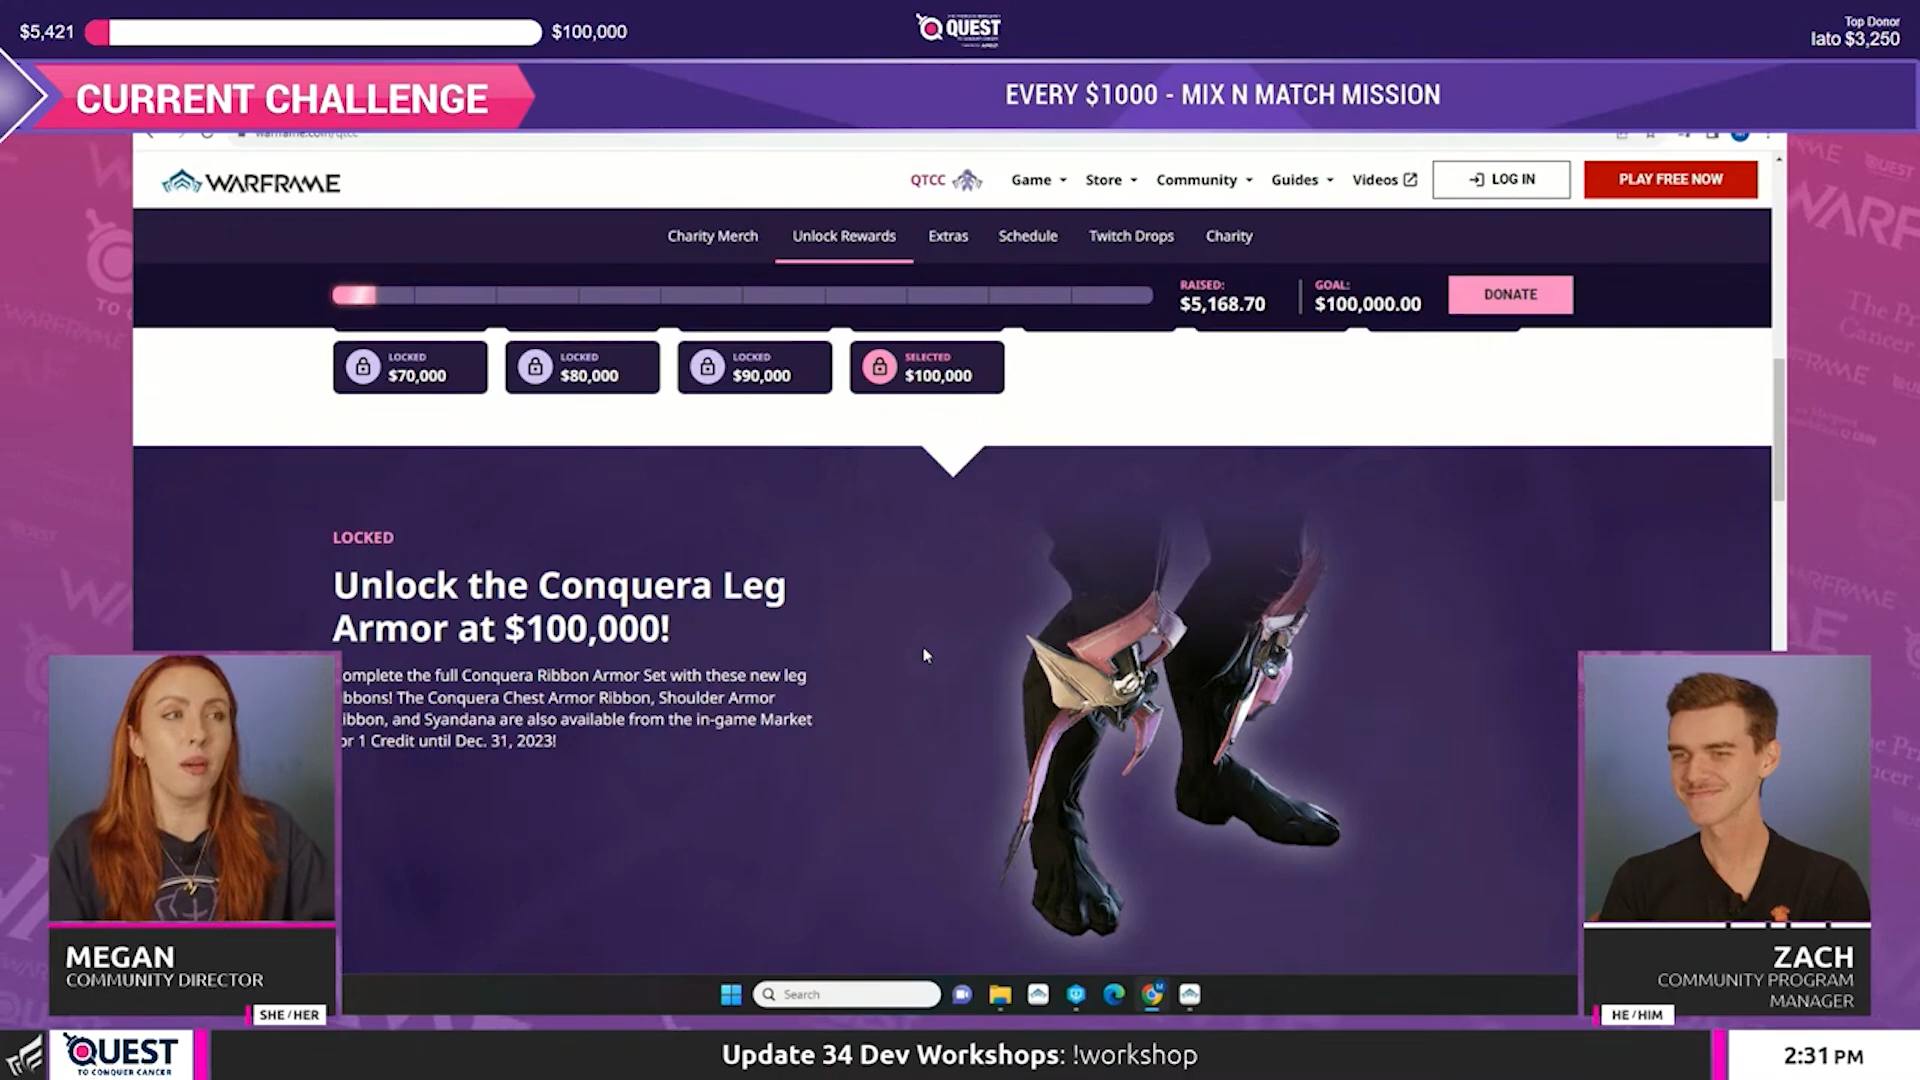 $5,421
$100,000
QUEST
Top Donor
lato $3,250
CURRENT CHALLENGE
EVERY $1000 - MIX N MATCH MISSION
warframe.com/qtcc
WARFRAME
QTCC
Game
Store
Community
Guides
Videos
LOG IN
PLAY FREE NOW
Charity Merch
Unlock Rewards
Extras
Schedule
Twitch Drops
Charity
RAISED:
$5,168.70
GOAL:
$100,000.00
DONATE
LOCKED
$70,000
LOCKED
$80,000
LOCKED
$90,000
SELECTED
$100,000
LOCKED
Unlock the Conquera Leg
Armor at $100,000!
omplete the full Conquera Ribbon Armor Set with these new leg
ibbons! The Conquera Chest Armor Ribbon, Shoulder Armor
ibbon, and Syandana are also available from the in-game Market
or 1 Credit until Dec. 31, 2023!
MEGAN
COMMUNITY DIRECTOR
SHE/HER
ZACH
COMMUNITY PROGRAM
MANAGER
HE/HIM
Search
QUEST
TO CONQUER CANCER
Update 34 Dev Workshops: !workshop
2:31 PM